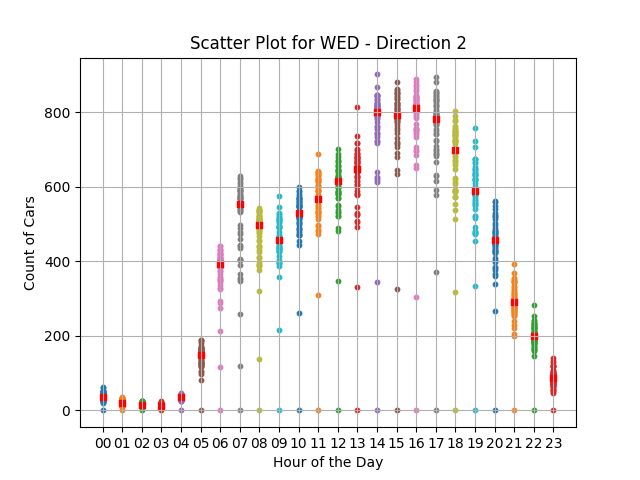 Scatter Plot for WED - Direction 2
Count of Cars
800
600
400
200
0
00 01 02 03 04 05 06 07 08 09 10 11 12 13 14 15 16 17 18 19 20 21 22 23
Hour of the Day